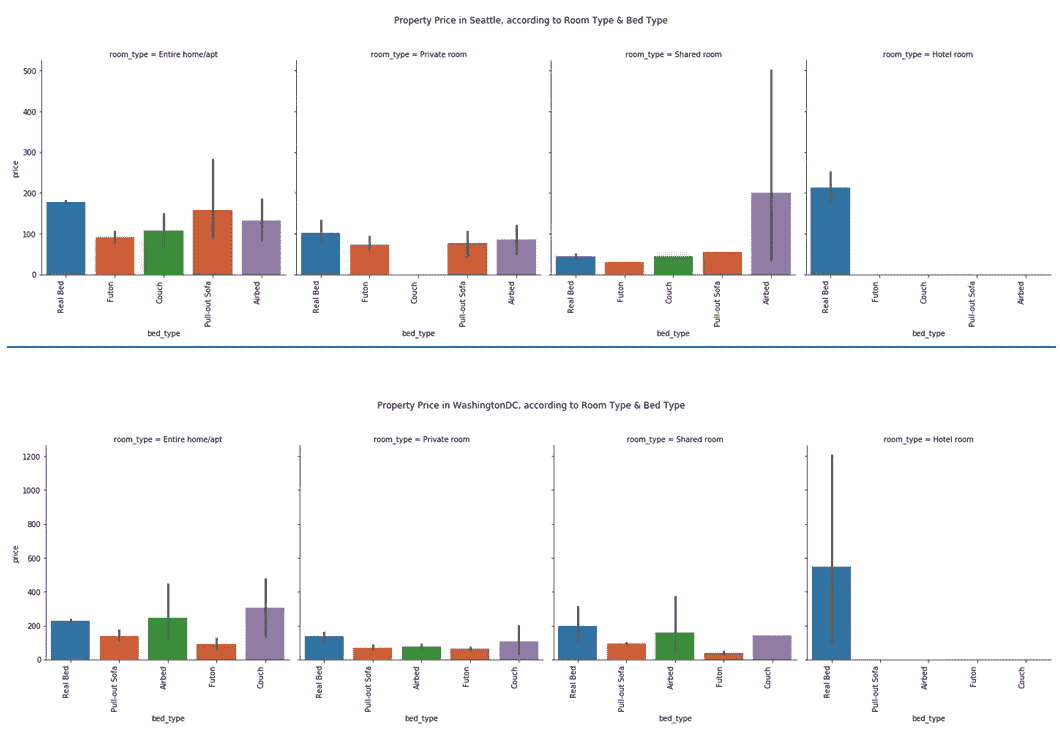 Property Price in Seattle, according to Room Type & Bed Type
room_type = Entire home/apt room_type = Private room room_type = Shared room room_type = Hotel room
500
400
300
200
100
0
price
Real Bed Futon Couch Pull-out Sofa Airbed Real Bed Futon Couch Pull-out Sofa Airbed Real Bed Futon Couch Pull-out Sofa Airbed Real Bed Futon Couch Pull-out Sofa Airbed
bed_type bed_type bed_type bed_type
Property Price in WashingtonDC, according to Room Type & Bed Type
room_type = Entire home/apt room_type = Private room room_type = Shared room room_type = Hotel room
1200
1000
800
600
400
200
0
price
Real Bed Pull-out Sofa Airbed Futon Couch Real Bed Pull-out Sofa Airbed Futon Couch Real Bed Pull-out Sofa Airbed Futon Couch Real Bed Pull-out Sofa Airbed Futon Couch
bed_type bed_type bed_type bed_type